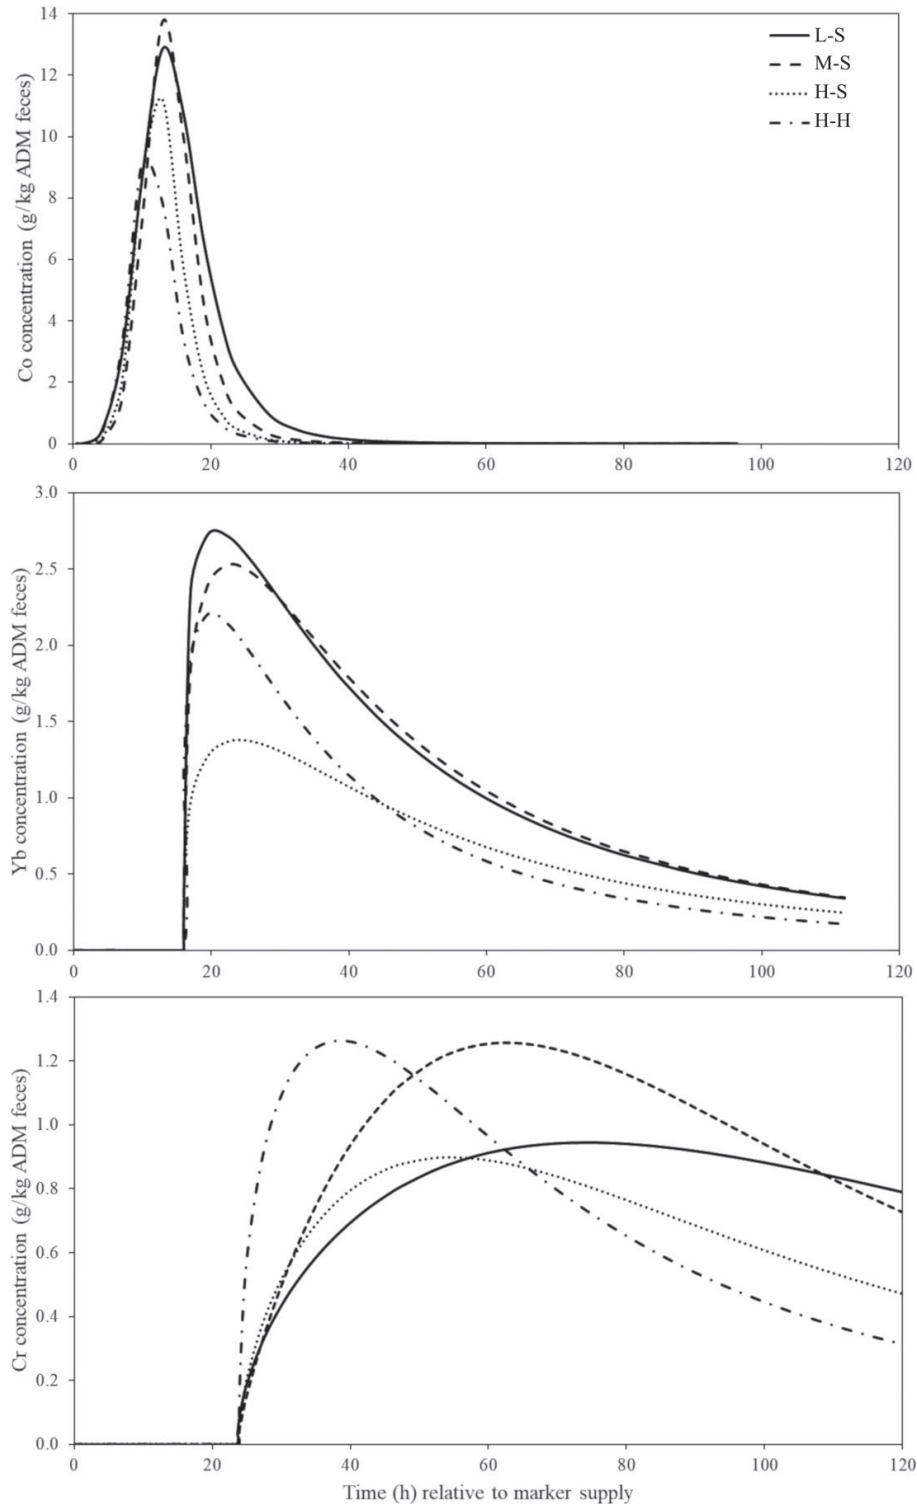 14
12
10
8
6
4
2
0
Co concentration (g/kg ADM feces)
L-S
M-S
H-S
H-H
0 20 40 60 80 100 120
3.0
2.5
2.0
1.5
1.0
0.5
0.0
Yb concentration (g/kg ADM feces)
0 20 40 60 80 100 120
1.4
1.2
1.0
0.8
0.6
0.4
0.2
0.0
Cr concentration (g/kg ADM feces)
0 20 40 60 80 100 120
Time (h) relative to marker supply